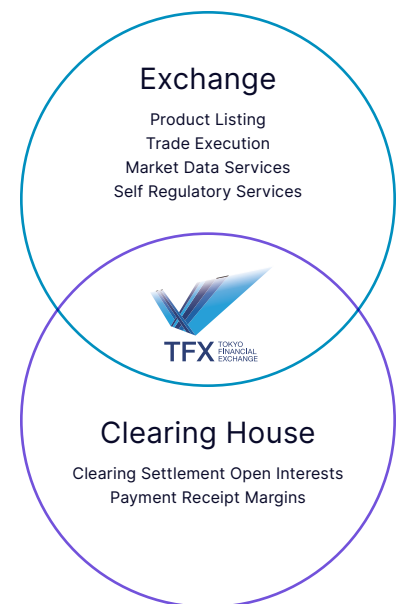 Exchange
Product Listing
Trade Execution
Market Data Services
Self Regulatory Services
TFX
TOKYO
FINANCIAL
EXCHANGE
Clearing House
Clearing Settlement Open Interests
Payment Receipt Margins